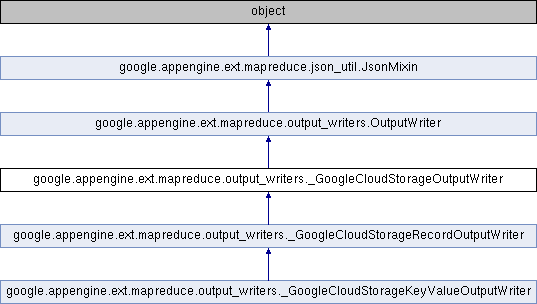 object
google.appengine.ext.mapreduce.json_util.JsonMixin
google.appengine.ext.mapreduce.output_writers.OutputWriter
google.appengine.ext.mapreduce.output_writers._GoogleCloudStorageOutputWriter
google.appengine.ext.mapreduce.output_writers._GoogleCloudStorageRecordOutputWriter
google.appengine.ext.mapreduce.output_writers._GoogleCloudStorageKeyValueOutputWriter